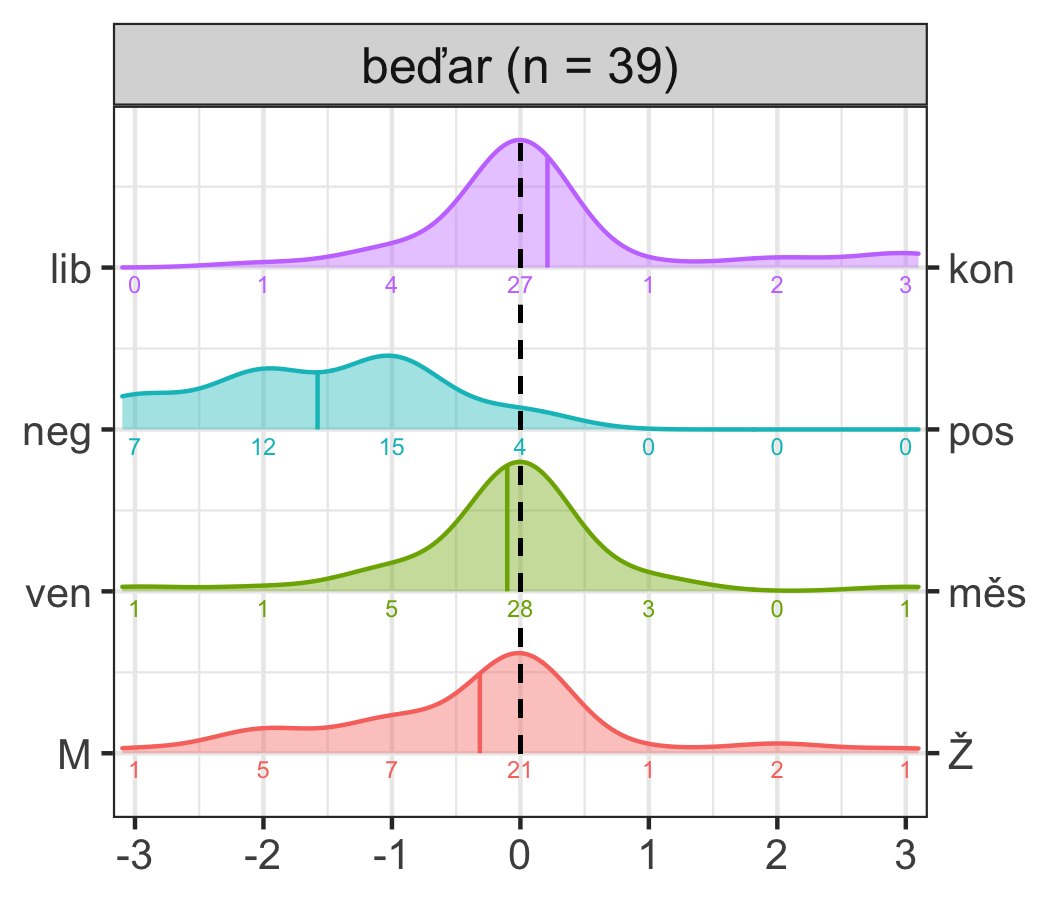 beďar (n = 39)
lib kon
0 1 4 27 1 2 3
neg pos
7 12 15 4 0 0 0
ven měs
1 1 5 28 3 0 1
M Ž
1 5 7 21 1 2 1
-3 -2 -1 0 1 2 3